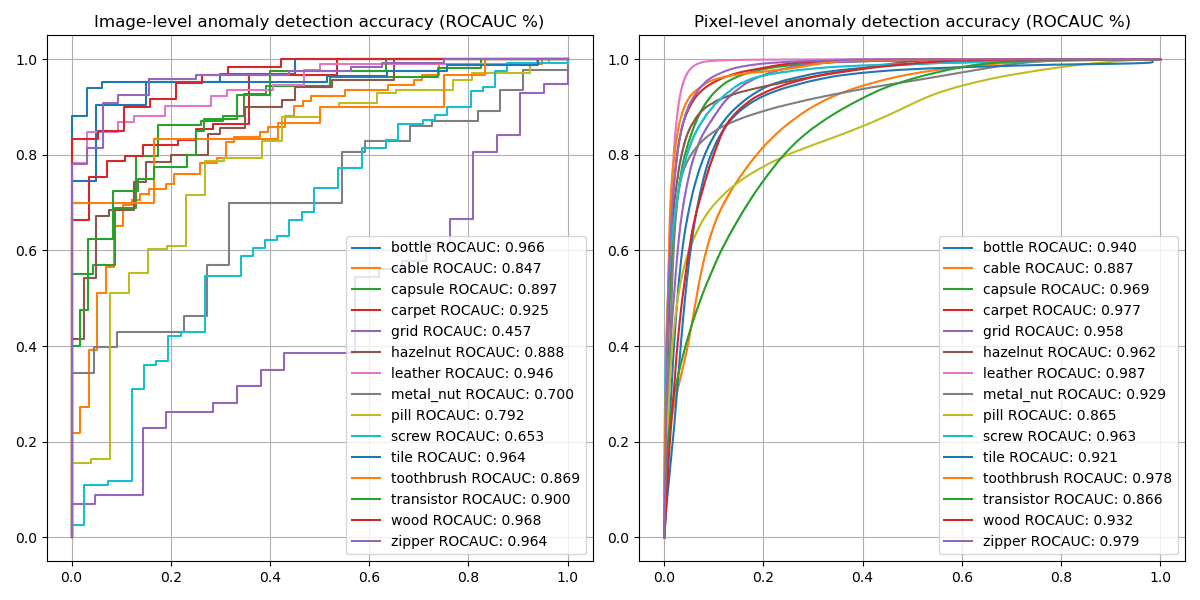 Image-level anomaly detection accuracy (ROCAUC %)
1.0
0.8
0.6
0.4
0.2
0.0
bottle ROCAUC: 0.966
cable ROCAUC: 0.847
capsule ROCAUC: 0.897
carpet ROCAUC: 0.925
grid ROCAUC: 0.457
hazelnut ROCAUC: 0.888
leather ROCAUC: 0.946
metal_nut ROCAUC: 0.700
pill ROCAUC: 0.792
screw ROCAUC: 0.653
tile ROCAUC: 0.964
toothbrush ROCAUC: 0.869
transistor ROCAUC: 0.900
wood ROCAUC: 0.968
zipper ROCAUC: 0.964
0.0 0.2 0.4 0.6 0.8 1.0
Pixel-level anomaly detection accuracy (ROCAUC %)
1.0
0.8
0.6
0.4
0.2
0.0
bottle ROCAUC: 0.940
cable ROCAUC: 0.887
capsule ROCAUC: 0.969
carpet ROCAUC: 0.977
grid ROCAUC: 0.958
hazelnut ROCAUC: 0.962
leather ROCAUC: 0.987
metal_nut ROCAUC: 0.929
pill ROCAUC: 0.865
screw ROCAUC: 0.963
tile ROCAUC: 0.921
toothbrush ROCAUC: 0.978
transistor ROCAUC: 0.866
wood ROCAUC: 0.932
zipper ROCAUC: 0.979
0.0 0.2 0.4 0.6 0.8 1.0